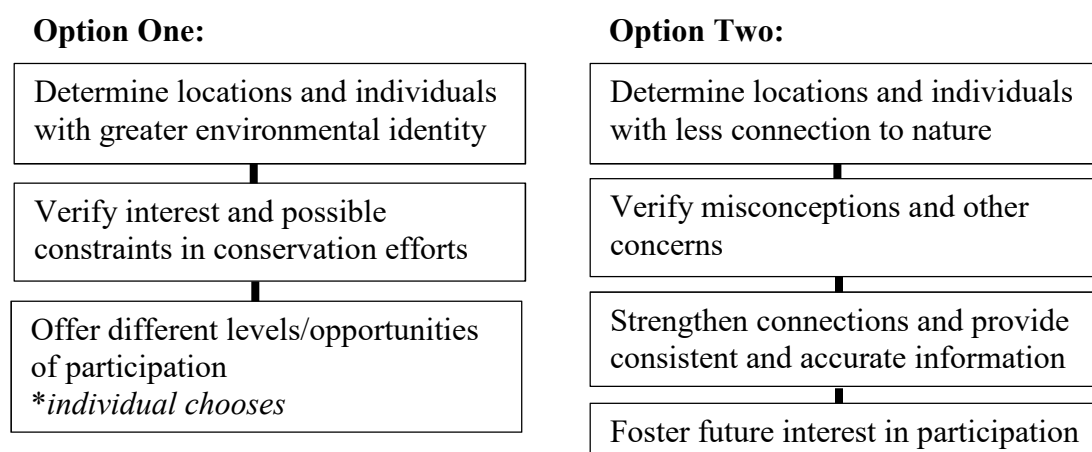 Option One:
Determine locations and individuals
with greater environmental identity
Verify interest and possible
constraints in conservation efforts
Offer different levels/opportunities
of participation
*individual chooses
Option Two:
Determine locations and individuals
with less connection to nature
Verify misconceptions and other
concerns
Strengthen connections and provide
consistent and accurate information
Foster future interest in participation